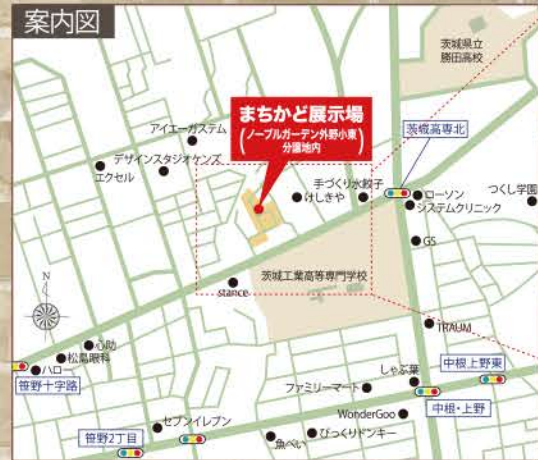 案内図
茨城県立
勝田高校
まちかど展示場
(ノーブルガーデン外野小東
分譲地内)
アイエーガステム
茨城高専北
デザインスタジオケンズ
エクセル
手づくり水餃子
けしきや
ローソン
システムクリニック
つくし学園
GS
N
茨城工業高等専門学校
stance
TRAUM
心助
松島眼科
ハロー
笹野十字路
しゃぶ葉
中根上野東
ファミリーマート
中根・上野
WonderGoo
セブンイレブン
びっくりドンキー
魚べい
笹野2丁目